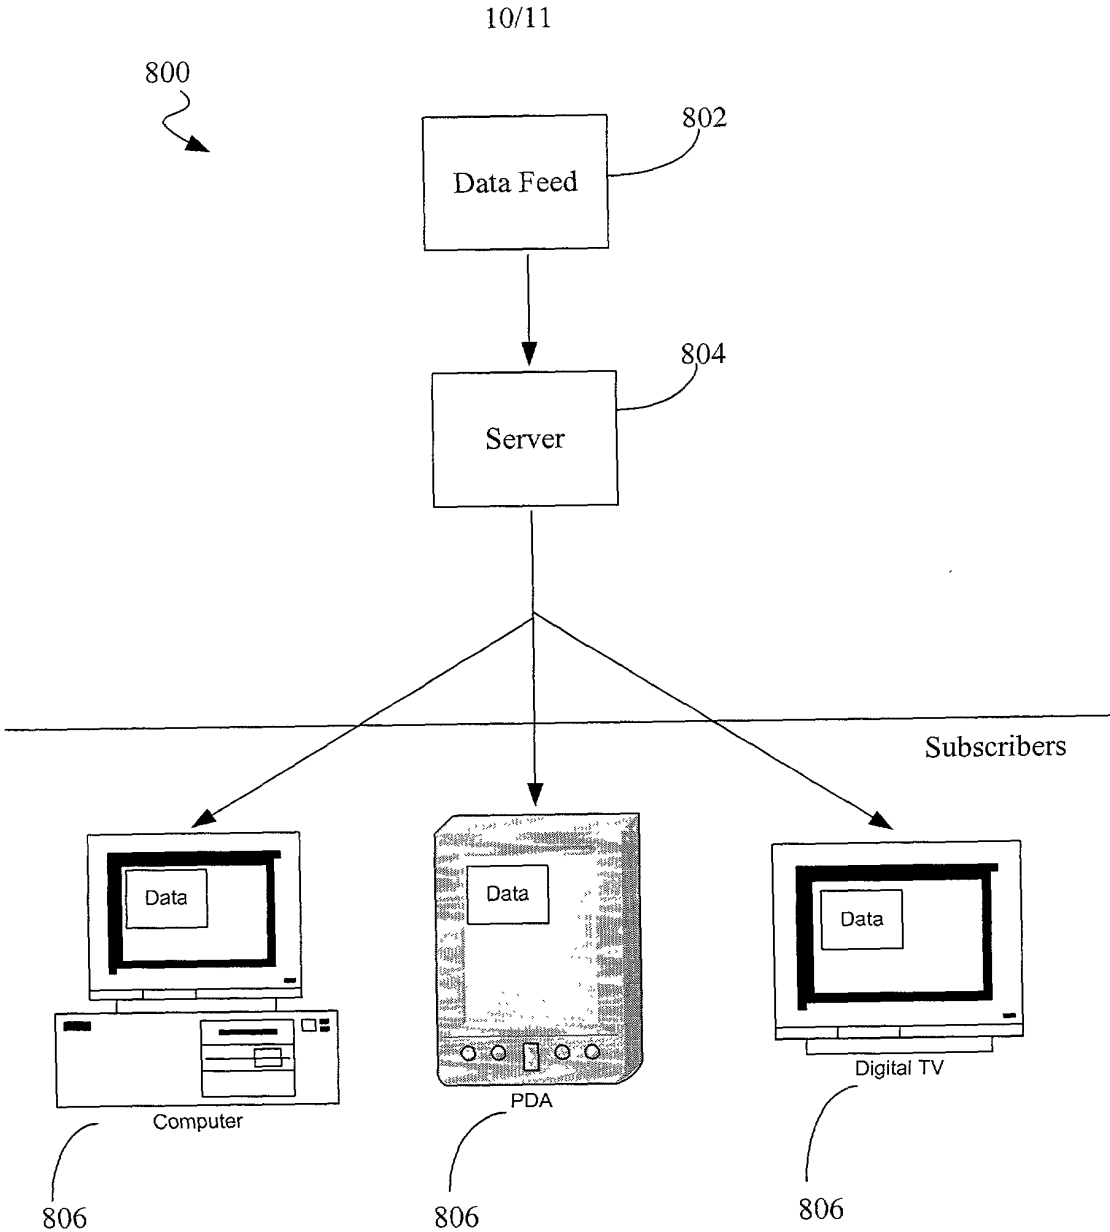 10/11
800
802
Data Feed
804
Server
Subscribers
Data
Data
Data
Digital TV
PDA
Computer
806
806
806